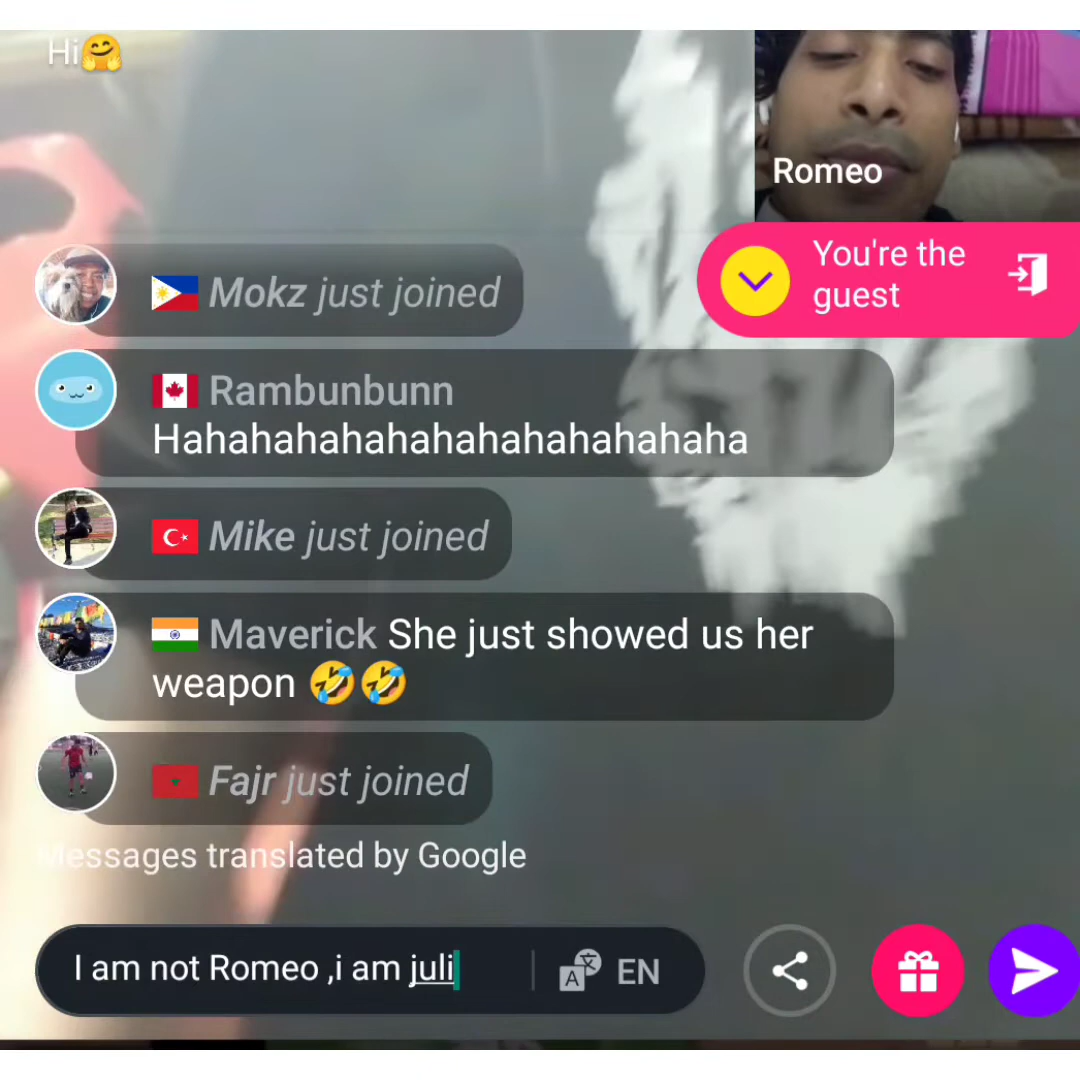 Hi🤗
Romeo
You're the
guest
Mokz just joined
Rambunbunn
Hahahahahahahahahahahahaha
Mike just joined
Maverick She just showed us her
weapon 🤣🤣
Fajr just joined
Messages translated by Google
I am not Romeo ,i am juli
EN